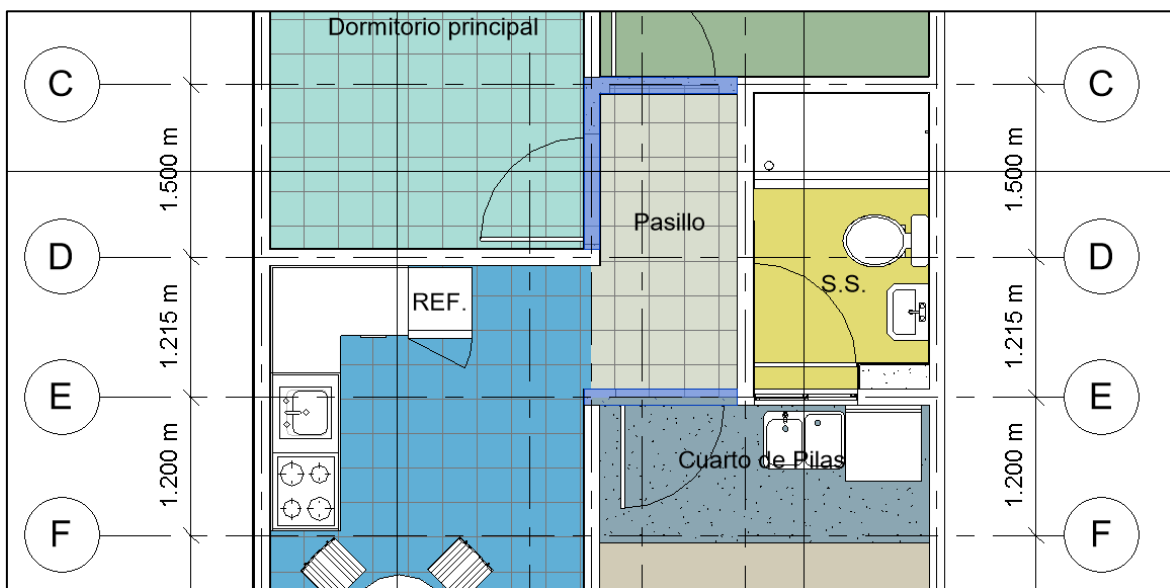 Dormitorio principal
C
C
1.500 m
1.500 m
Pasillo
D
D
S.S.
REF.
1.215 m
1.215 m
E
E
Cuarto de Pilas
1.200 m
1.200 m
F
F